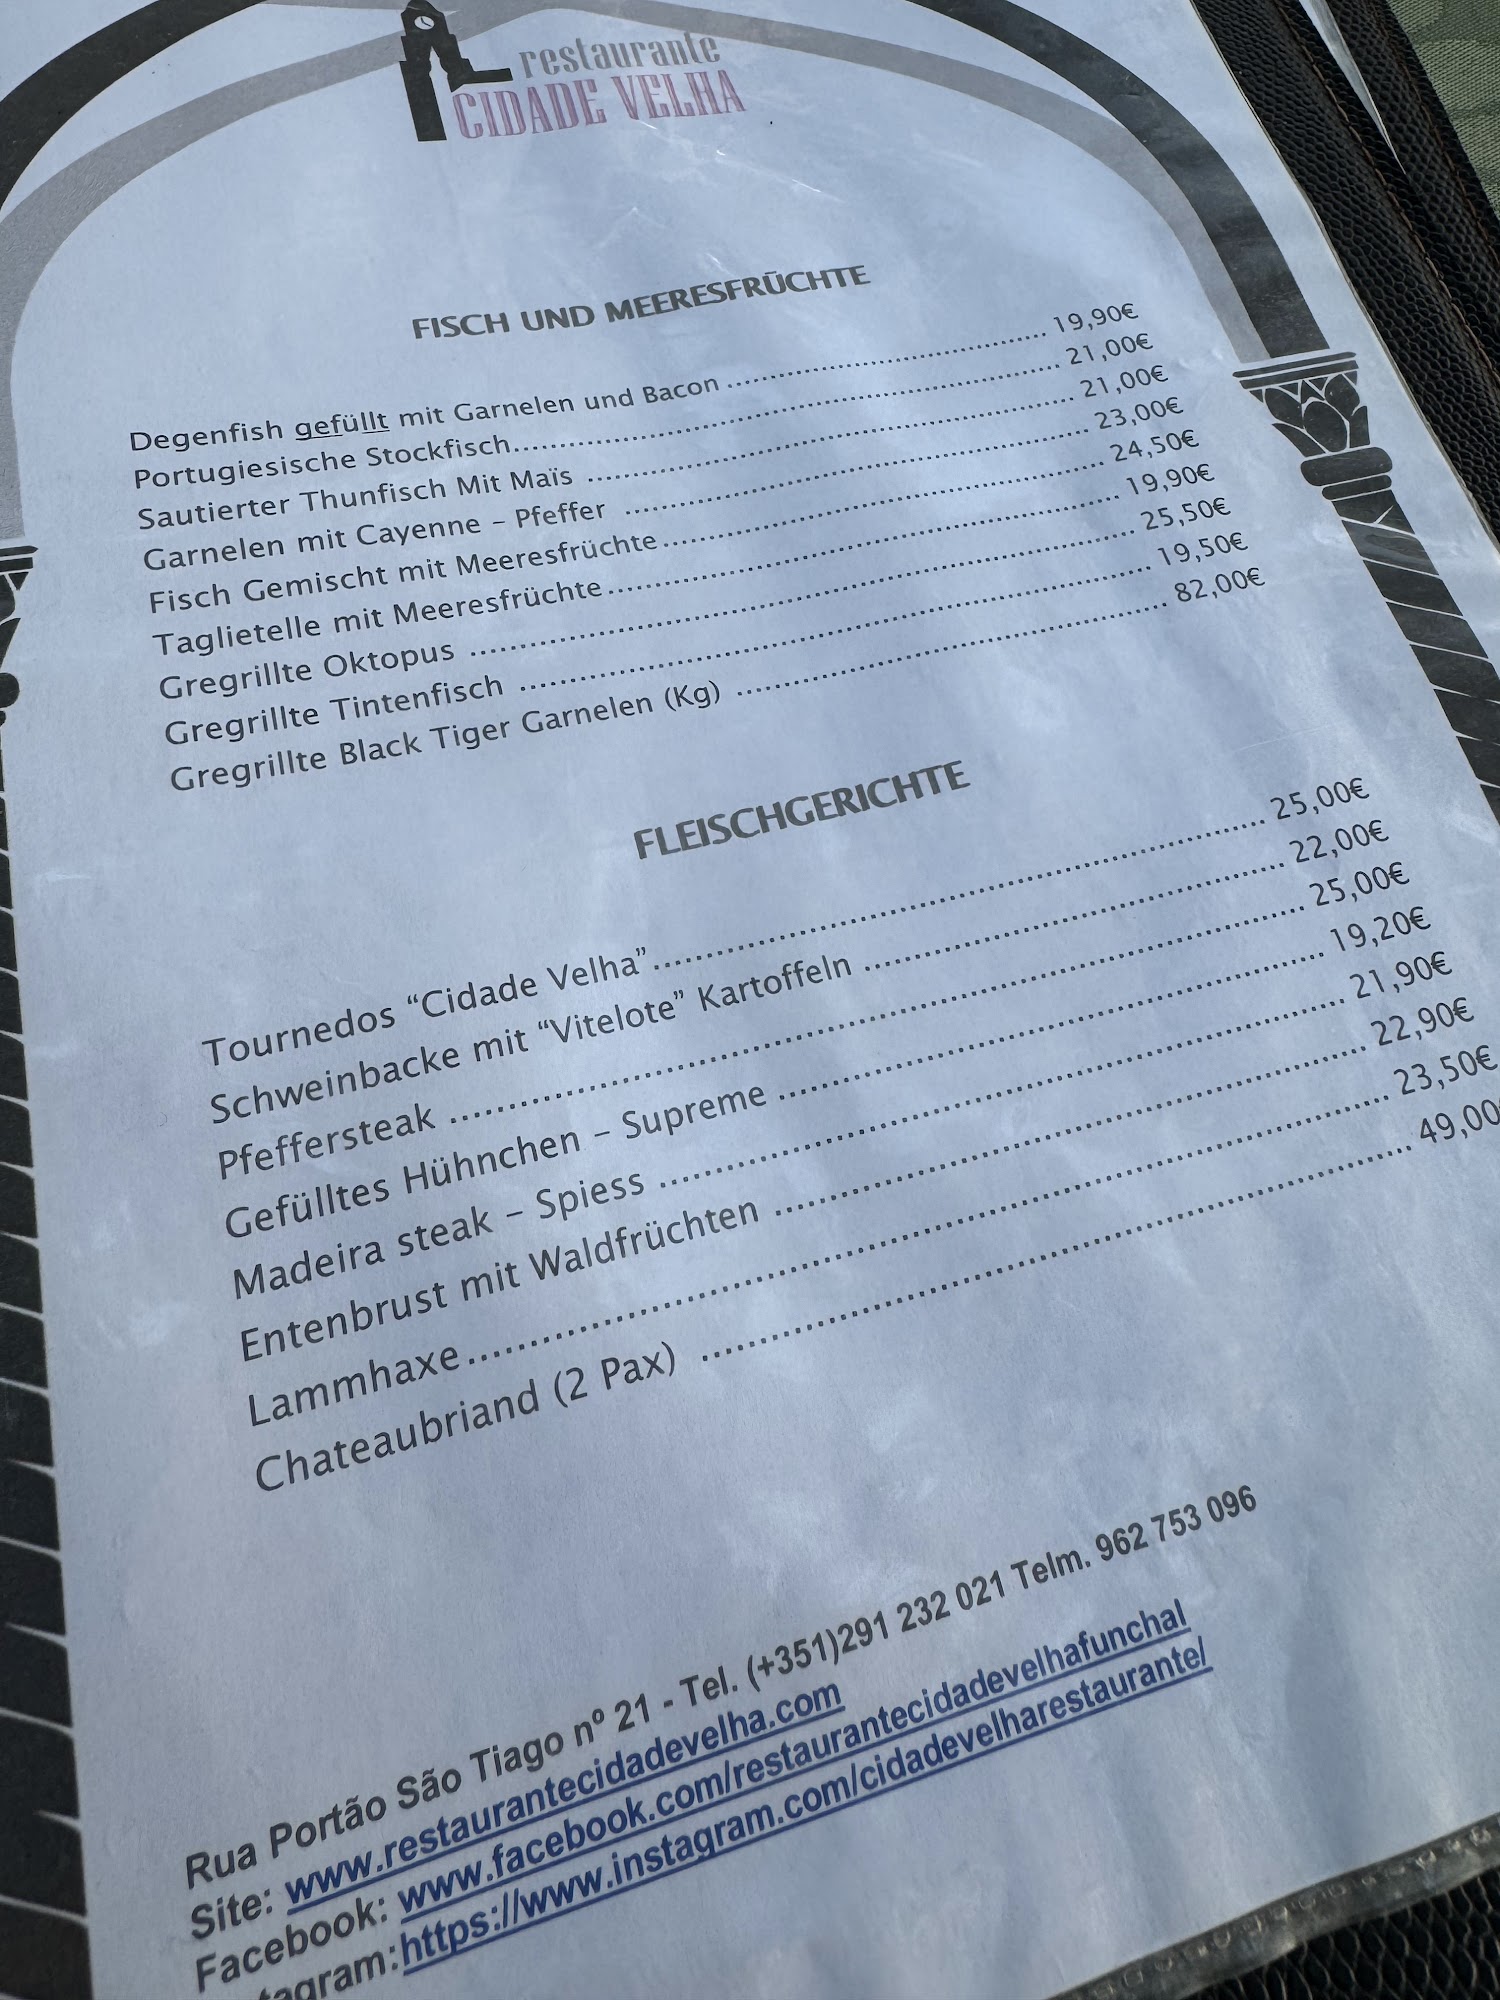 restaurante
CIDADE VELHA
FISCH UND MEERESFRÜCHTE
Degenfish gefüllt mit Garnelen und Bacon ........ 19,90€
Portugiesische Stockfisch........ 21,00€
Sautierter Thunfisch Mit Maïs ........ 21,00€
Garnelen mit Cayenne – Pfeffer ........ 23,00€
Fisch Gemischt mit Meeresfrüchte........ 24,50€
Taglietelle mit Meeresfrüchte........ 19,90€
Gregrillte Oktopus ........ 25,50€
Gregrillte Tintenfisch ........ 19,50€
Gregrillte Black Tiger Garnelen (Kg) ........ 82,00€
FLEISCHGERICHTE
Tournedos “Cidade Velha”........ 25,00€
Schweinbacke mit “Vitelote” Kartoffeln ........ 22,00€
Pfeffersteak ........ 25,00€
Gefülltes Hühnchen – Supreme ........ 19,20€
Madeira steak – Spiess ........ 21,90€
Entenbrust mit Waldfrüchten ........ 22,90€
Lammhaxe........ 23,50€
Chateaubriand (2 Pax) ........ 49,00€
Rua Portão São Tiago nº 21 - Tel. (+351)291 232 021 Telm. 962 753 096
Site: www.restaurantecidadevelha.com
Facebook: www.facebook.com/restaurantecidadevelhafunchal
tagram:https://www.instagram.com/cidadevelharestaurante/